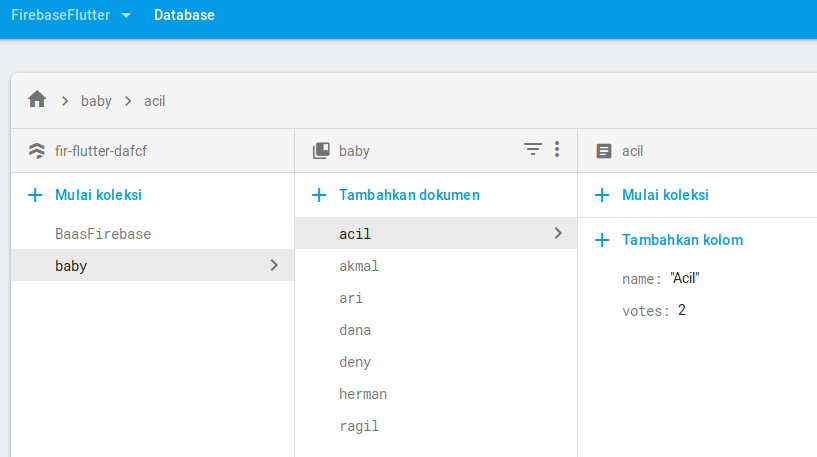 FirebaseFlutter Database
baby acil
fir-flutter-dafcf
Mulai koleksi
BaasFirebase
baby
baby
Tambahkan dokumen
acil
akmal
ari
dana
deny
herman
ragil
acil
Mulai koleksi
Tambahkan kolom
name: "Acil"
votes: 2